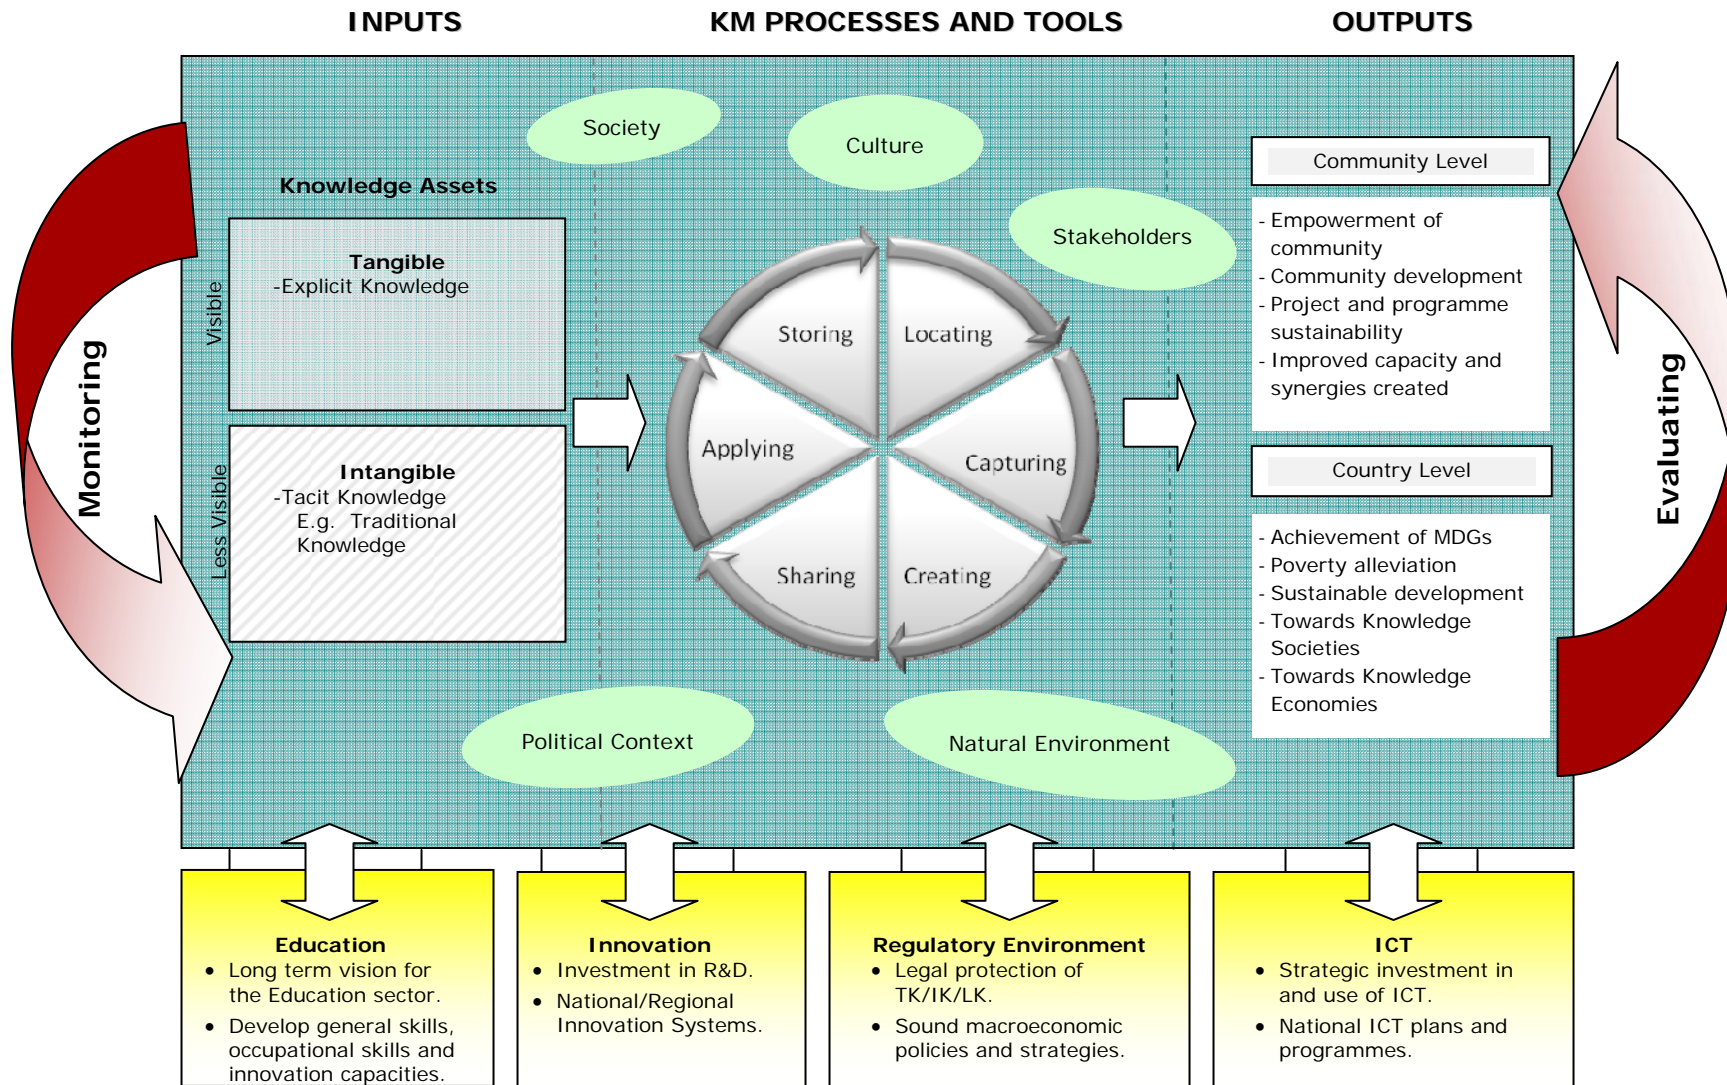 INPUTS
KM PROCESSES AND TOOLS
OUTPUTS
Society
Culture
Stakeholders
Knowledge Assets
Visible
Tangible
-Explicit Knowledge
Less Visible
Intangible
-Tacit Knowledge
E.g. Traditional
Knowledge
Monitoring
Storing
Locating
Applying
Capturing
Sharing
Creating
Community Level
- Empowerment of
community
- Community development
- Project and programme
sustainability
- Improved capacity and
synergies created
Country Level
- Achievement of MDGs
- Poverty alleviation
- Sustainable development
- Towards Knowledge
Societies
- Towards Knowledge
Economies
Evaluating
Political Context
Natural Environment
Education
• Long term vision for
the Education sector.
• Develop general skills,
occupational skills and
innovation capacities.
Innovation
• Investment in R&D.
• National/Regional
Innovation Systems.
Regulatory Environment
• Legal protection of
TK/IK/LK.
• Sound macroeconomic
policies and strategies.
ICT
• Strategic investment in
and use of ICT.
• National ICT plans and
programmes.